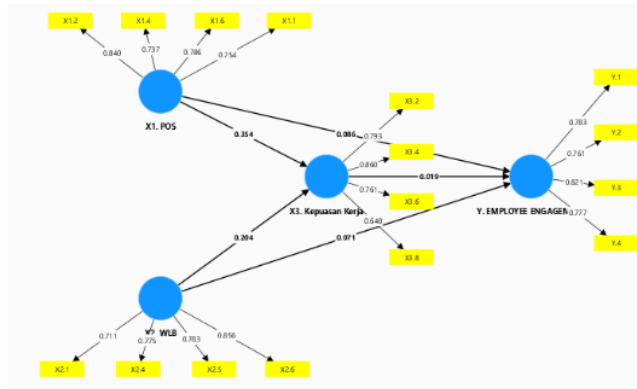 X1.2 X1.4 X1.6 X1.1
0.840 0.737 0.786 0.754
X1. POS
X3.2
0.793
X3.4
0.860
X3.6
0.761
X3.8
0.640
X3. Kepuasan Kerja
0.354
0.086
0.019
0.204
0.071
Y.1
0.783
Y.2
0.761
Y.3
0.821
Y.4
0.777
Y. EMPLOYEE ENGAGEM
X2. WLB
0.711 0.775 0.783 0.856
X2.1 X2.4 X2.5 X2.6